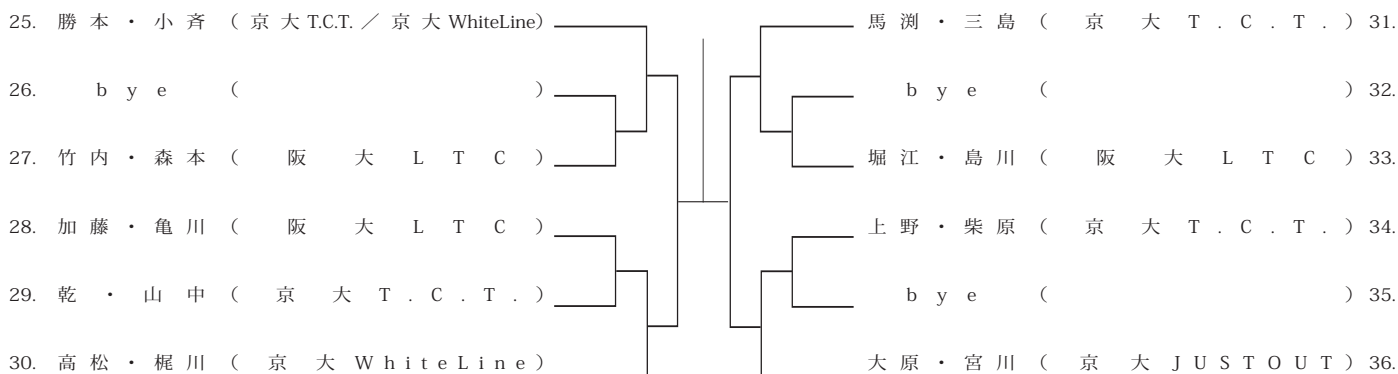 25. 勝本・小斉(京大T.C.T./京大WhiteLine)
26. bye( )
27. 竹内・森本(阪大LTC)
28. 加藤・亀川(阪大LTC)
29. 乾・山中(京大T.C.T.)
30. 高松・梶川(京大WhiteLine)
馬渕・三島(京大T.C.T.)31.
bye( )32.
堀江・島川(阪大LTC)33.
上野・柴原(京大T.C.T.)34.
bye( )35.
大原・宮川(京大JUSTOUT)36.